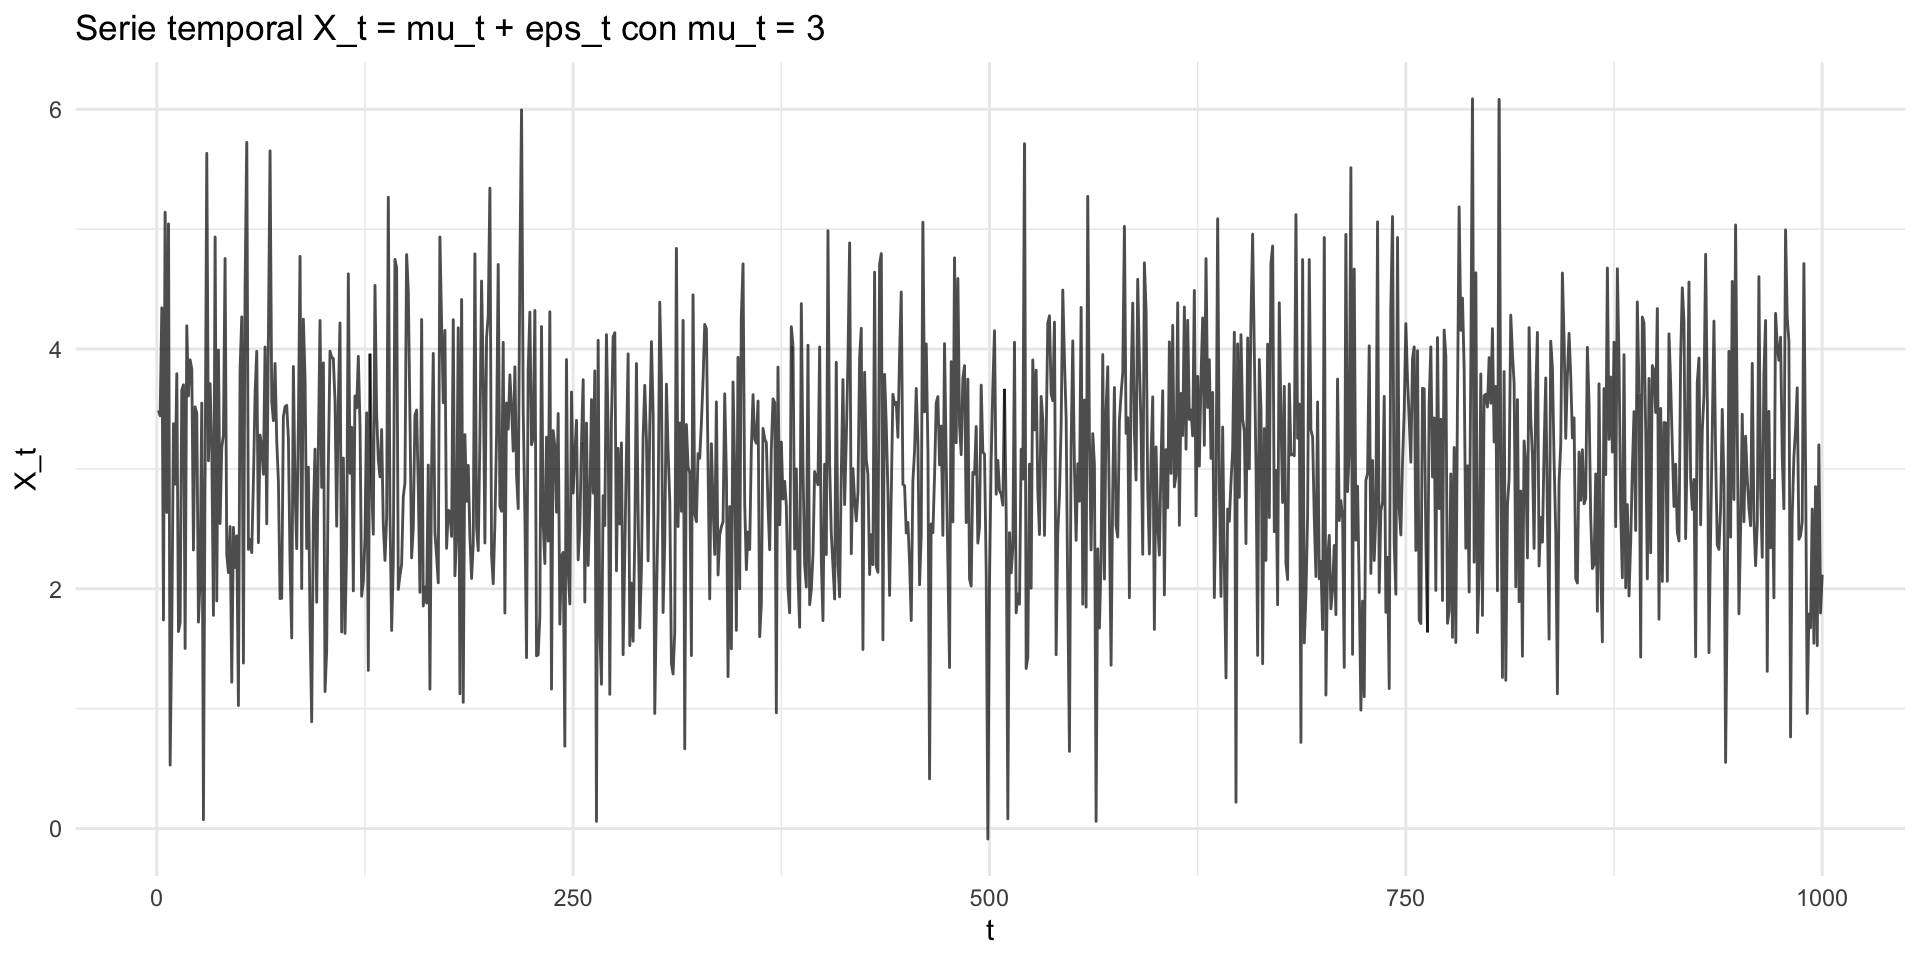 Serie temporal X_t = mu_t + eps_t con mu_t = 3
6
4
2
0
X_t
0 250 500 750 1000
t